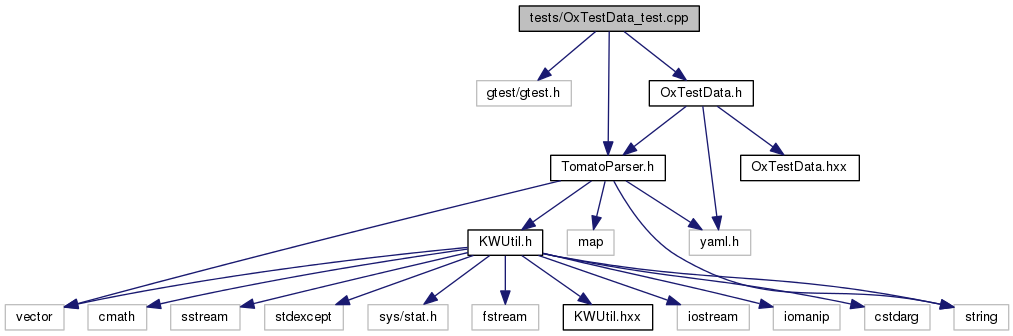 tests/OxTestData_test.cpp
gtest/gtest.h
OxTestData.h
TomatoParser.h
OxTestData.hxx
KWUtil.h
map
yaml.h
vector
cmath
sstream
stdexcept
sys/stat.h
fstream
KWUtil.hxx
iostream
iomanip
cstdarg
string